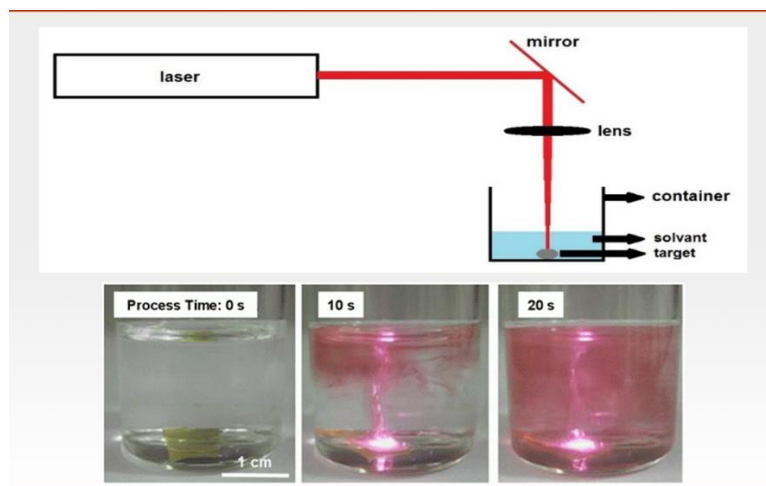 mirror
laser
lens
container
solvant
target
Process Time: 0 s
10 s
20 s
1 cm